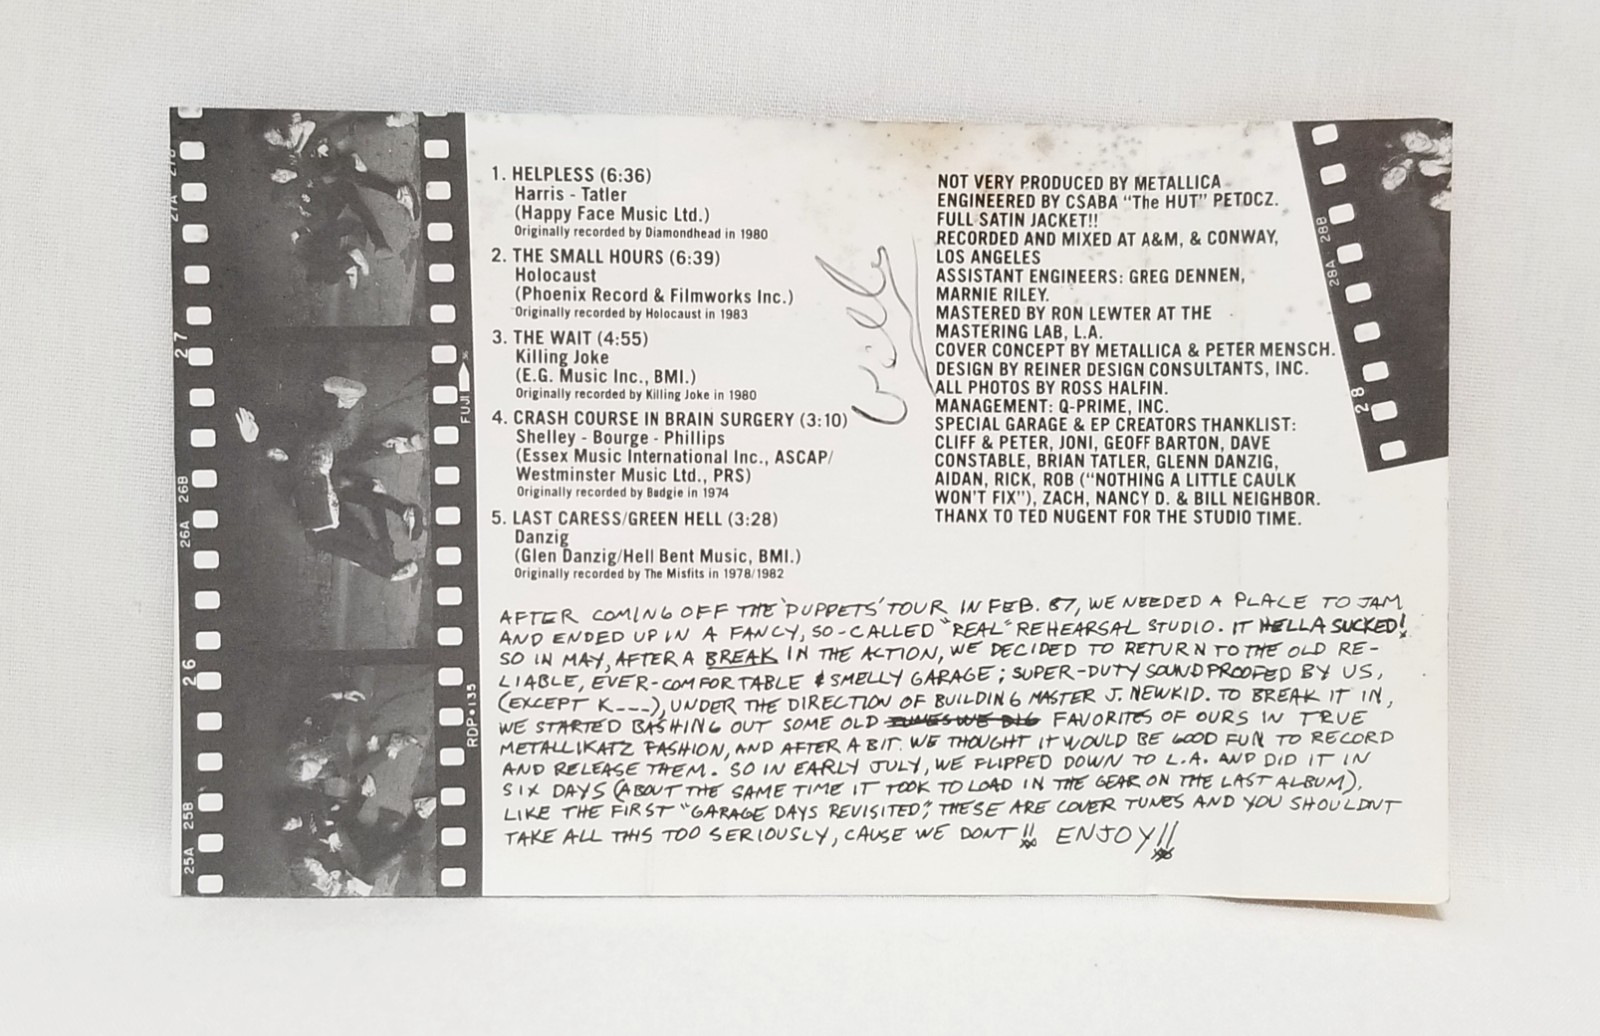 1. HELPLESS (6:36)
Harris - Tatler
(Happy Face Music Ltd.)
Originally recorded by Diamondhead in 1980
2. THE SMALL HOURS (6:39)
Holocaust
(Phoenix Record & Filmworks Inc.)
Originally recorded by Holocaust in 1983
3. THE WAIT (4:55)
Killing Joke
(E.G. Music Inc., BMI.)
Originally recorded by Killing Joke in 1980
4. CRASH COURSE IN BRAIN SURGERY (3:10)
Shelley - Bourge - Phillips
(Essex Music International Inc., ASCAP/
Westminster Music Ltd., PRS)
Originally recorded by Budgie in 1974
5. LAST CARESS/GREEN HELL (3:28)
Danzig
(Glen Danzig/Hell Bent Music, BMI.)
Originally recorded by The Misfits in 1978/1982
NOT VERY PRODUCED BY METALLICA
ENGINEERED BY CSABA "The HUT" PETOCZ.
FULL SATIN JACKET!!
RECORDED AND MIXED AT A&M, & CONWAY,
LOS ANGELES
ASSISTANT ENGINEERS: GREG DENNEN,
MARNIE RILEY.
MASTERED BY RON LEWTER AT THE
MASTERING LAB, L.A.
COVER CONCEPT BY METALLICA & PETER MENSCH.
DESIGN BY REINER DESIGN CONSULTANTS, INC.
ALL PHOTOS BY ROSS HALFIN.
MANAGEMENT: Q-PRIME, INC.
SPECIAL GARAGE & EP CREATORS THANKLIST:
CLIFF & PETER, JONI, GEOFF BARTON, DAVE
CONSTABLE, BRIAN TATLER, GLENN DANZIG,
AIDAN, RICK, ROB ("NOTHING A LITTLE CAULK
WON'T FIX"), ZACH, NANCY D. & BILL NEIGHBOR.
THANX TO TED NUGENT FOR THE STUDIO TIME.
AFTER COMING OFF THE 'PUPPETS' TOUR IN FEB. 87, WE NEEDED A PLACE TO JAM
AND ENDED UP IN A FANCY, SO-CALLED "REAL" REHEARSAL STUDIO. IT HELLA SUCKED!
SO IN MAY, AFTER A BREAK IN THE ACTION, WE DECIDED TO RETURN TO THE OLD RE-
LIABLE, EVER-COMFORTABLE & SMELLY GARAGE; SUPER-DUTY SOUNDPROOFED BY US,
(EXCEPT K---), UNDER THE DIRECTION OF BUILDING MASTER J. NEWKID. TO BREAK IT IN,
WE STARTED BASHING OUT SOME OLD FAVORITES OF OURS IN TRUE
METALLIKATZ FASHION, AND AFTER A BIT. WE THOUGHT IT WOULD BE GOOD FUN TO RECORD
AND RELEASE THEM. SO IN EARLY JULY, WE FLIPPED DOWN TO L.A. AND DID IT IN
SIX DAYS (ABOUT THE SAME TIME IT TOOK TO LOAD IN THE GEAR ON THE LAST ALBUM).
LIKE THE FIRST "GARAGE DAYS REVISITED", THESE ARE COVER TUNES AND YOU SHOULDNT
TAKE ALL THIS TOO SERIOUSLY, CAUSE WE DONT!! ENJOY!!
27A
27
26B
26A
26
25B
25A
FUJI
RDP•135
28B
28A
28